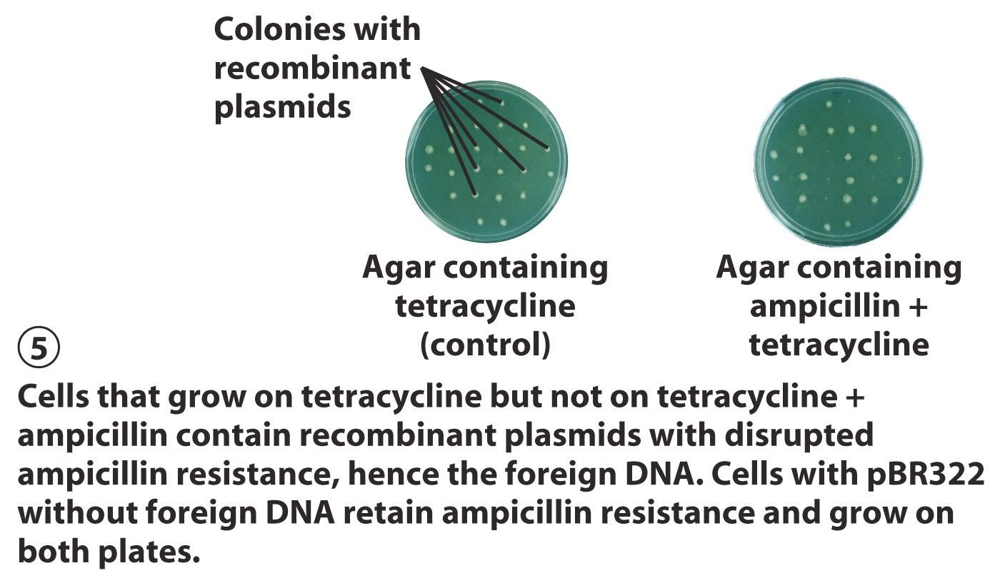 Colonies with
recombinant
plasmids
Agar containing
tetracycline
(control)
Agar containing
ampicillin +
tetracycline
5
Cells that grow on tetracycline but not on tetracycline +
ampicillin contain recombinant plasmids with disrupted
ampicillin resistance, hence the foreign DNA. Cells with pBR322
without foreign DNA retain ampicillin resistance and grow on
both plates.